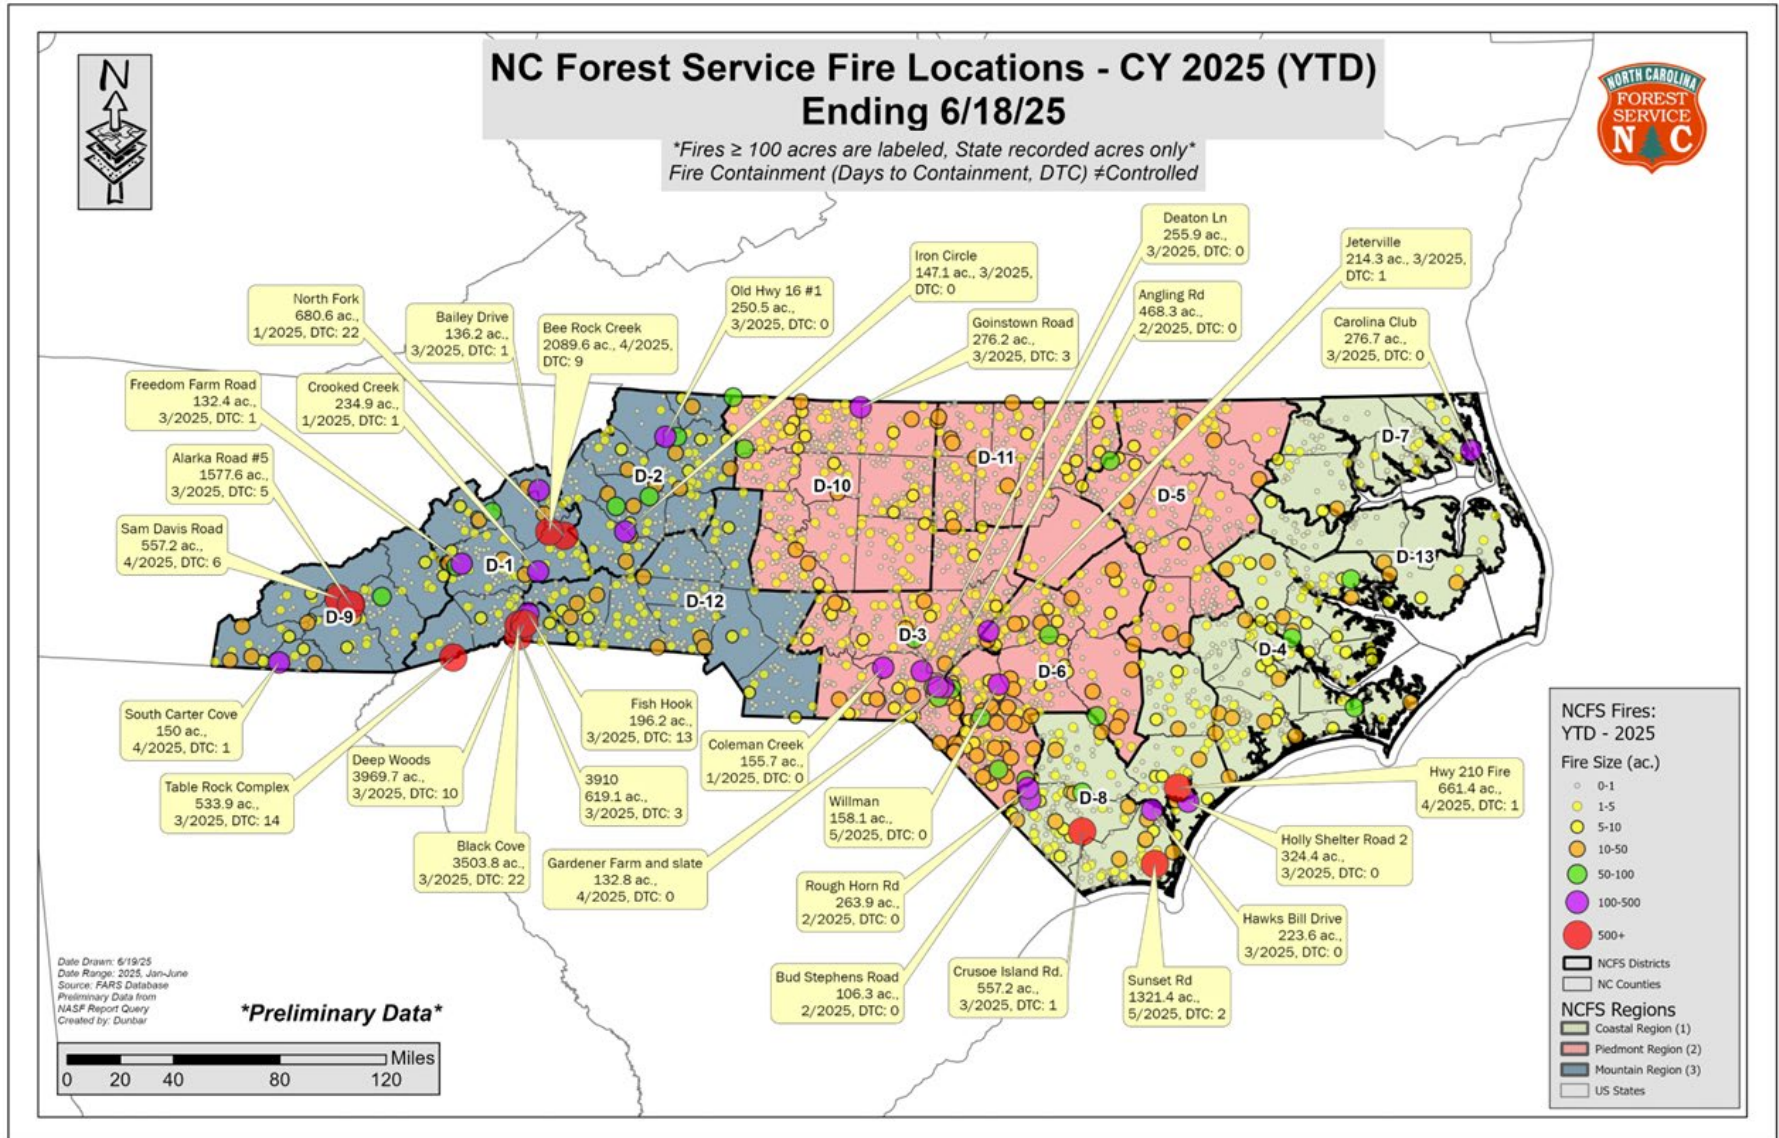 NC Forest Service Fire Locations - CY 2025 (YTD)
Ending 6/18/25
*Fires ≥ 100 acres are labeled, State recorded acres only*
Fire Containment (Days to Containment, DTC) ≠Controlled
N
NORTH CAROLINA
FOREST
SERVICE
N C
Deaton Ln
255.9 ac.,
3/2025, DTC: 0
Jeterville
214.3 ac., 3/2025,
DTC: 1
Iron Circle
147.1 ac., 3/2025,
DTC: 0
Old Hwy 16 #1
250.5 ac.,
3/2025, DTC: 0
Angling Rd
468.3 ac.,
2/2025, DTC: 0
North Fork
680.6 ac.,
1/2025, DTC: 22
Bailey Drive
136.2 ac.,
3/2025, DTC: 1
Bee Rock Creek
2089.6 ac., 4/2025,
DTC: 9
Goinstown Road
276.2 ac.,
3/2025, DTC: 3
Carolina Club
276.7 ac.,
3/2025, DTC: 0
Freedom Farm Road
132.4 ac.,
3/2025, DTC: 1
Crooked Creek
234.9 ac.,
1/2025, DTC: 1
Alarka Road #5
1577.6 ac.,
3/2025, DTC: 5
Sam Davis Road
557.2 ac.,
4/2025, DTC: 6
D-7
D-11
D-2
D-10
D-5
D-13
D-1
D-12
D-9
D-3
D-4
D-6
D-8
South Carter Cove
150 ac.,
4/2025, DTC: 1
Table Rock Complex
533.9 ac.,
3/2025, DTC: 14
Deep Woods
3969.7 ac.,
3/2025, DTC: 10
Fish Hook
196.2 ac.,
3/2025, DTC: 13
3910
619.1 ac.,
3/2025, DTC: 3
Black Cove
3503.8 ac.,
3/2025, DTC: 22
Coleman Creek
155.7 ac.,
1/2025, DTC: 0
Gardener Farm and slate
132.8 ac.,
4/2025, DTC: 0
Willman
158.1 ac.,
5/2025, DTC: 0
Rough Horn Rd
263.9 ac.,
2/2025, DTC: 0
Bud Stephens Road
106.3 ac.,
2/2025, DTC: 0
Crusoe Island Rd.
557.2 ac.,
3/2025, DTC: 1
Sunset Rd
1321.4 ac.,
5/2025, DTC: 2
Hawks Bill Drive
223.6 ac.,
3/2025, DTC: 0
Holly Shelter Road 2
324.4 ac.,
3/2025, DTC: 0
Hwy 210 Fire
661.4 ac.,
4/2025, DTC: 1
NCFS Fires:
YTD - 2025
Fire Size (ac.)
0-1
1-5
5-10
10-50
50-100
100-500
500+
NCFS Districts
NC Counties
NCFS Regions
Coastal Region (1)
Piedmont Region (2)
Mountain Region (3)
US States
Date Drawn: 6/19/25
Date Range: 2025, Jan-June
Source: FARS Database
Preliminary Data from
NASF Report Query
Created by: Dunbar
*Preliminary Data*
Miles
0 20 40 80 120